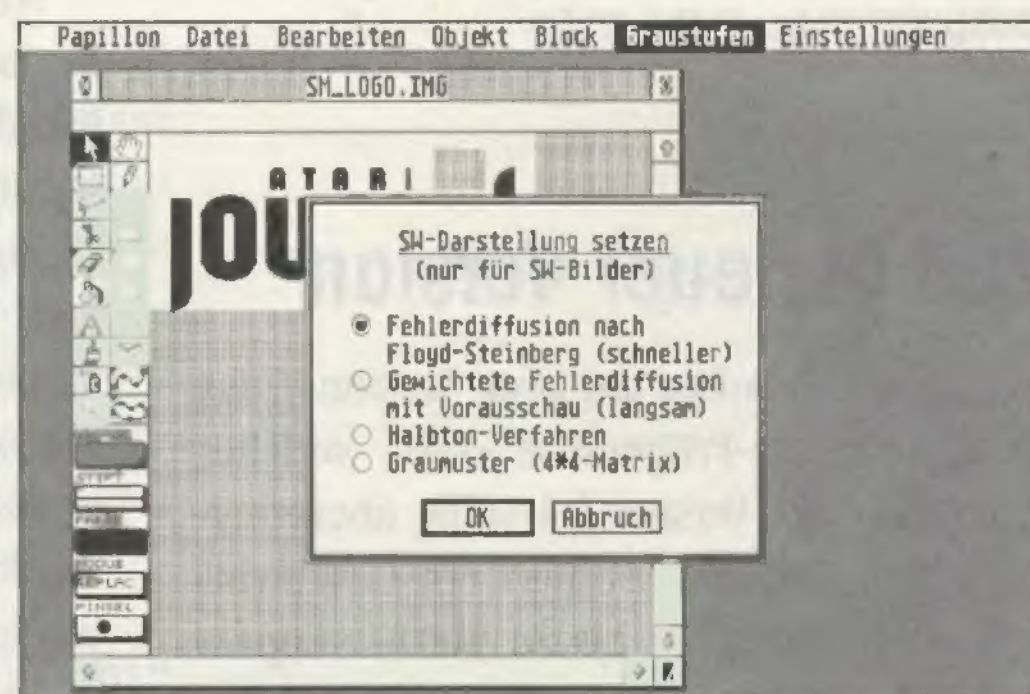 Papillon Datei Bearbeiten Objekt Block Graustufen Einstellungen
SM_LOGO.IMG
ATARI
JOU
SW-Darstellung setzen
(nur für SW-Bilder)
Fehlerdiffusion nach
Floyd-Steinberg (schneller)
Gewichtete Fehlerdiffusion
mit Vorausschau (langsam)
Halbton-Verfahren
Graumuster (4*4-Matrix)
OK Abbruch
STIFT
FARBE
MODUS
REPLAC
PINSEL